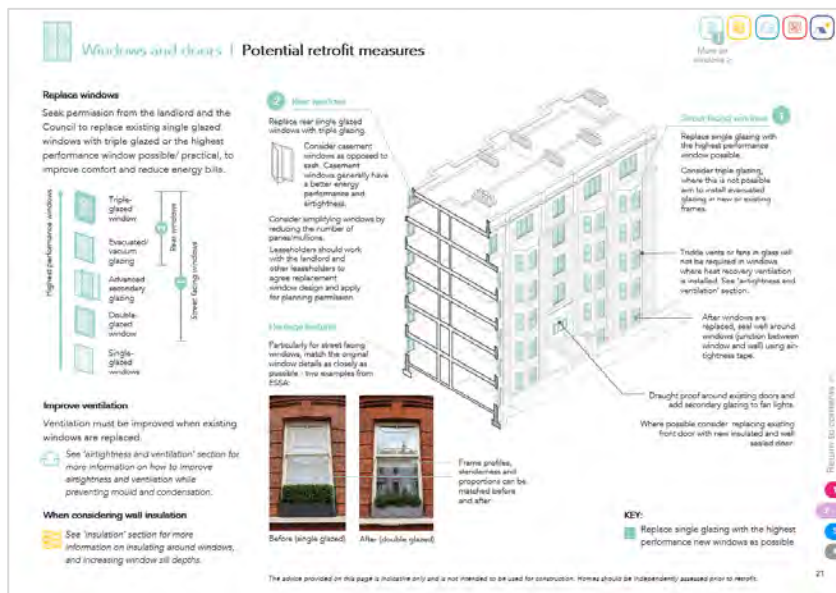 Windows and doors | Potential retrofit measures
More on
windows >
Replace windows
Seek permission from the landlord and the
Council to replace existing single glazed
windows with triple glazed or the highest
performance window possible/ practical, to
improve comfort and reduce energy bills.
Highest performance windows
Triple-
glazed
window
Evacuated/
vacuum
glazing
Advanced
secondary
glazing
Double-
glazed
window
Single-
glazed
windows
2
Rear windows
1
Street facing windows
Improve ventilation
Ventilation must be improved when existing
windows are replaced.
See 'airtightness and ventilation' section for
more information on how to improve
airtightness and ventilation while
preventing mould and condensation.
When considering wall insulation
See 'insulation' section for more
information on insulating around windows,
and increasing window sill depths.
2 Rear windows
Replace rear single glazed
windows with triple glazing.
Consider casement
windows as opposed to
sash. Casement
windows generally have
a better energy
performance and
airtightness.
Consider simplifying windows by
reducing the number of
panes/mullions.
Leaseholders should work
with the landlord and
other leaseholders to
agree replacement
window design and apply
for planning permission.
Heritage features
Particularly for street facing
windows, match the original
window details as closely as
possible - two examples from
ESSA:
Before (single glazed)
After (double glazed)
Frame profiles,
slenderness and
proportions can be
matched before
and after
Street facing windows 1
Replace single glazing with
the highest performance
window possible.
Consider triple glazing,
where this is not possible
aim to install evacuated
glazing in new or existing
frames.
Trickle vents or fans in glass will
not be required in windows
where heat recovery ventilation
is installed. See 'airtightness and
ventilation' section.
After windows are
replaced, seal well around
windows (junction between
window and wall) using air-
tightness tape.
Draught proof around existing doors and
add secondary glazing to fan lights.
Where possible consider replacing existing
front door with new insulated and well
sealed door.
KEY:
Replace single glazing with the highest
performance new windows as possible
Return to contents >
The advice provided on this page is indicative only and is not intended to be used for construction. Homes should be independently assessed prior to retrofit.
21